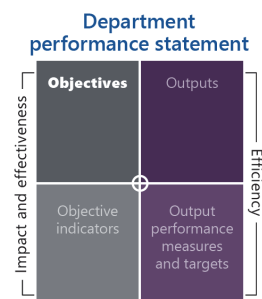 Department
performance statement
Objectives
Outputs
Impact and effectiveness
Efficiency
Objective
indicators
Output
performance
measures
and targets